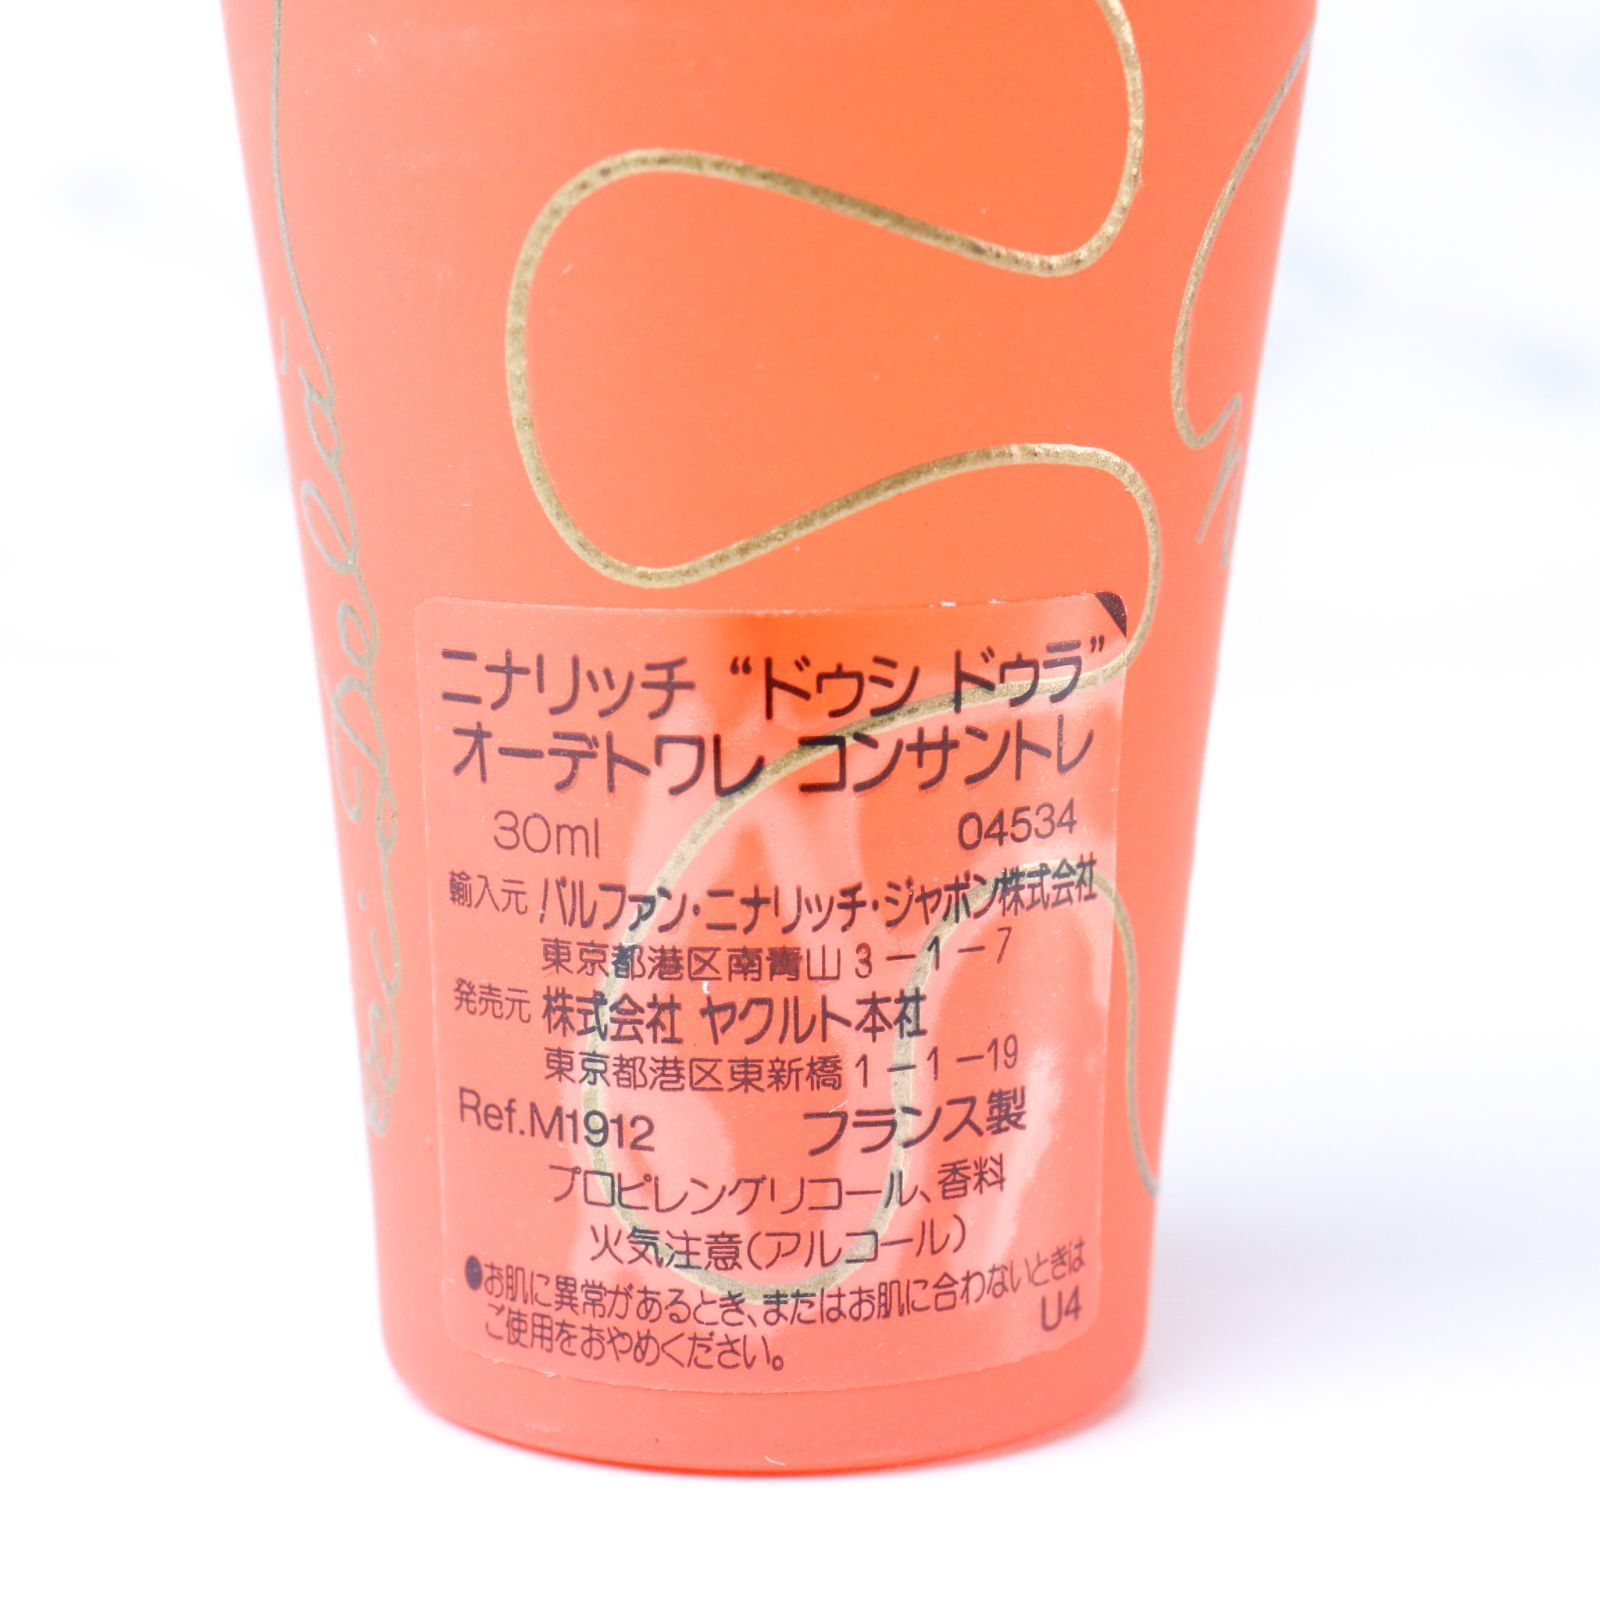 ニナリッチ “ドゥシ ドゥラ”
オーデトワレ コンサントレ
30ml 04534
輸入元 パルファン・ニナリッチ・ジャポン株式会社
東京都港区南青山3-1-7
発売元 株式会社 ヤクルト本社
東京都港区東新橋1-1-19
Ref.M1912 フランス製
プロピレングリコール、香料
火気注意(アルコール)
●お肌に異常があるとき、またはお肌に合わないときは
ご使用をおやめください。 U4